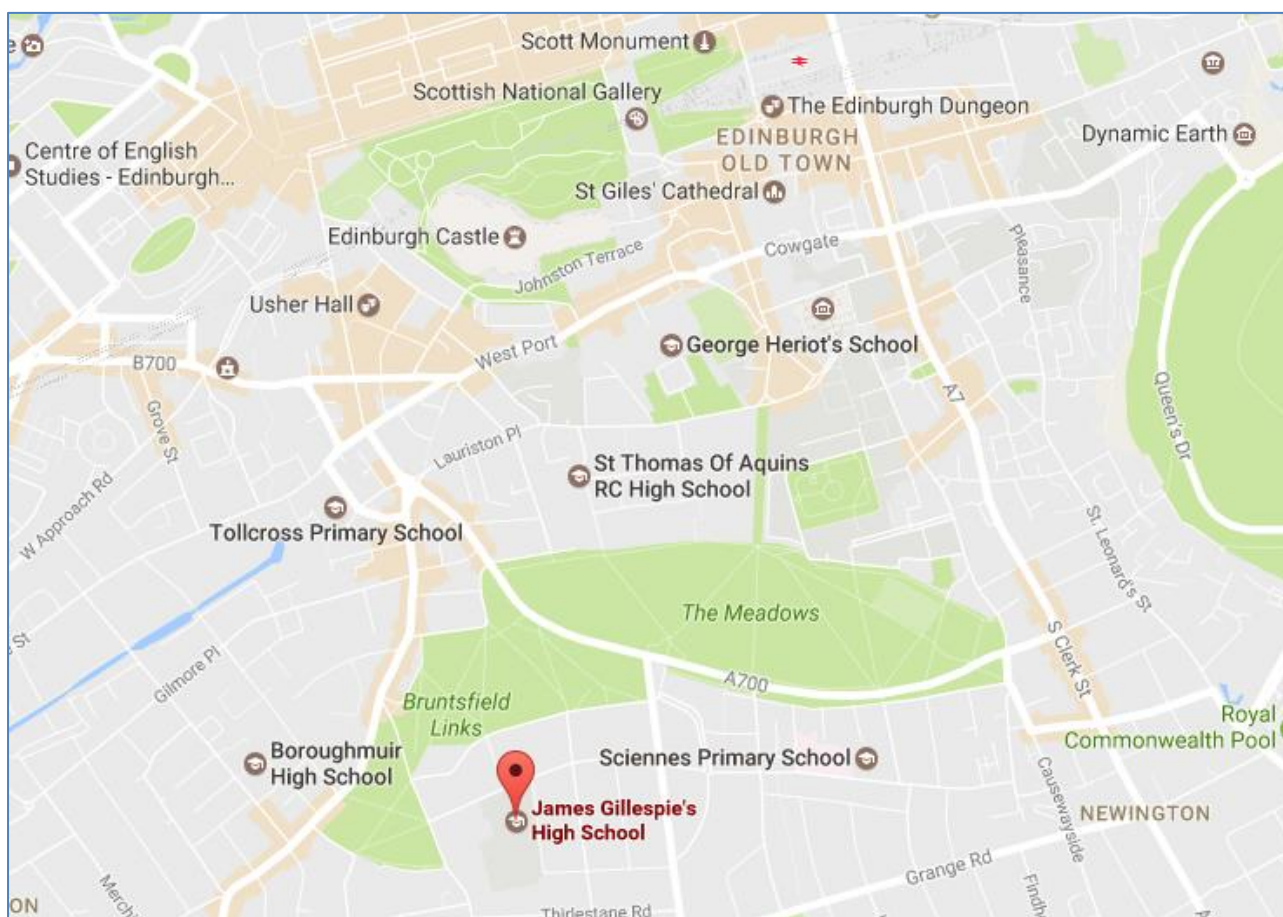 Scott Monument
Scottish National Gallery
The Edinburgh Dungeon
EDINBURGH
OLD TOWN
Dynamic Earth
Centre of English
Studies - Edinburgh...
St Giles' Cathedral
Edinburgh Castle
Johnston Terrace
Cowgate
Pleasance
Usher Hall
West Port
George Heriot's School
B700
A7
Queen's Dr
Grove St
Lauriston Pl
St Thomas Of Aquins
RC High School
W Approach Rd
Tollcross Primary School
St. Leonard's St
The Meadows
S Clerk St
Gilmore Pl
A700
Bruntsfield
Links
Royal
Commonwealth Pool
Boroughmuir
High School
Sciennes Primary School
James Gillespie's
High School
Causewayside
NEWINGTON
Grange Rd
Merch
Findh
ON
Thirlestane Rd